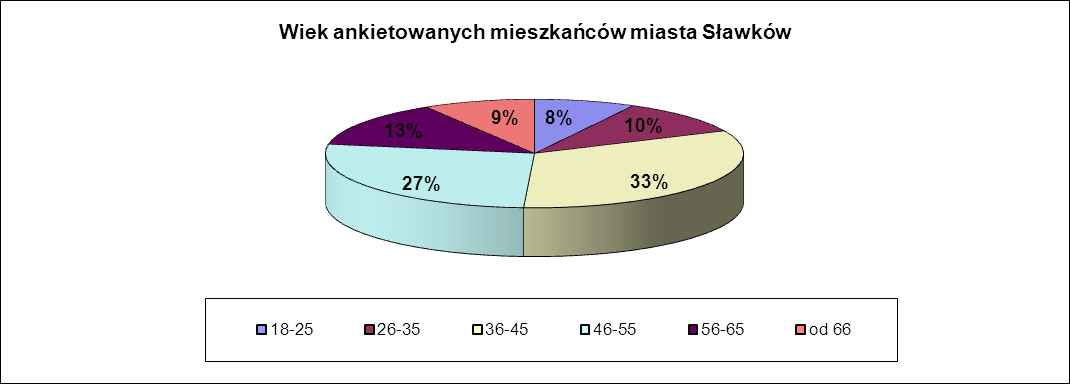 Wiek ankietowanych mieszkańców miasta Sławków
9% 8%
13% 10%
27% 33%
18-25 26-35 36-45 46-55 56-65 od 66